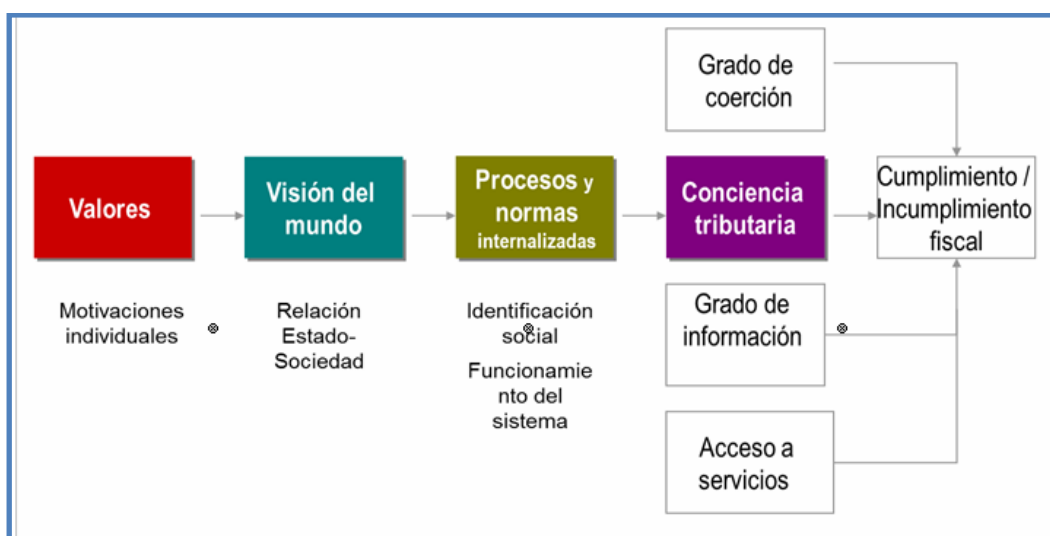 Grado de
coerción
Valores
Visión del
mundo
Procesos y
normas
internalizadas
Conciencia
tributaria
Cumplimiento /
Incumplimiento
fiscal
Motivaciones
individuales
Relación
Estado-
Sociedad
Identificación
social
Funcionamie
nto del
sistema
Grado de
información
Acceso a
servicios